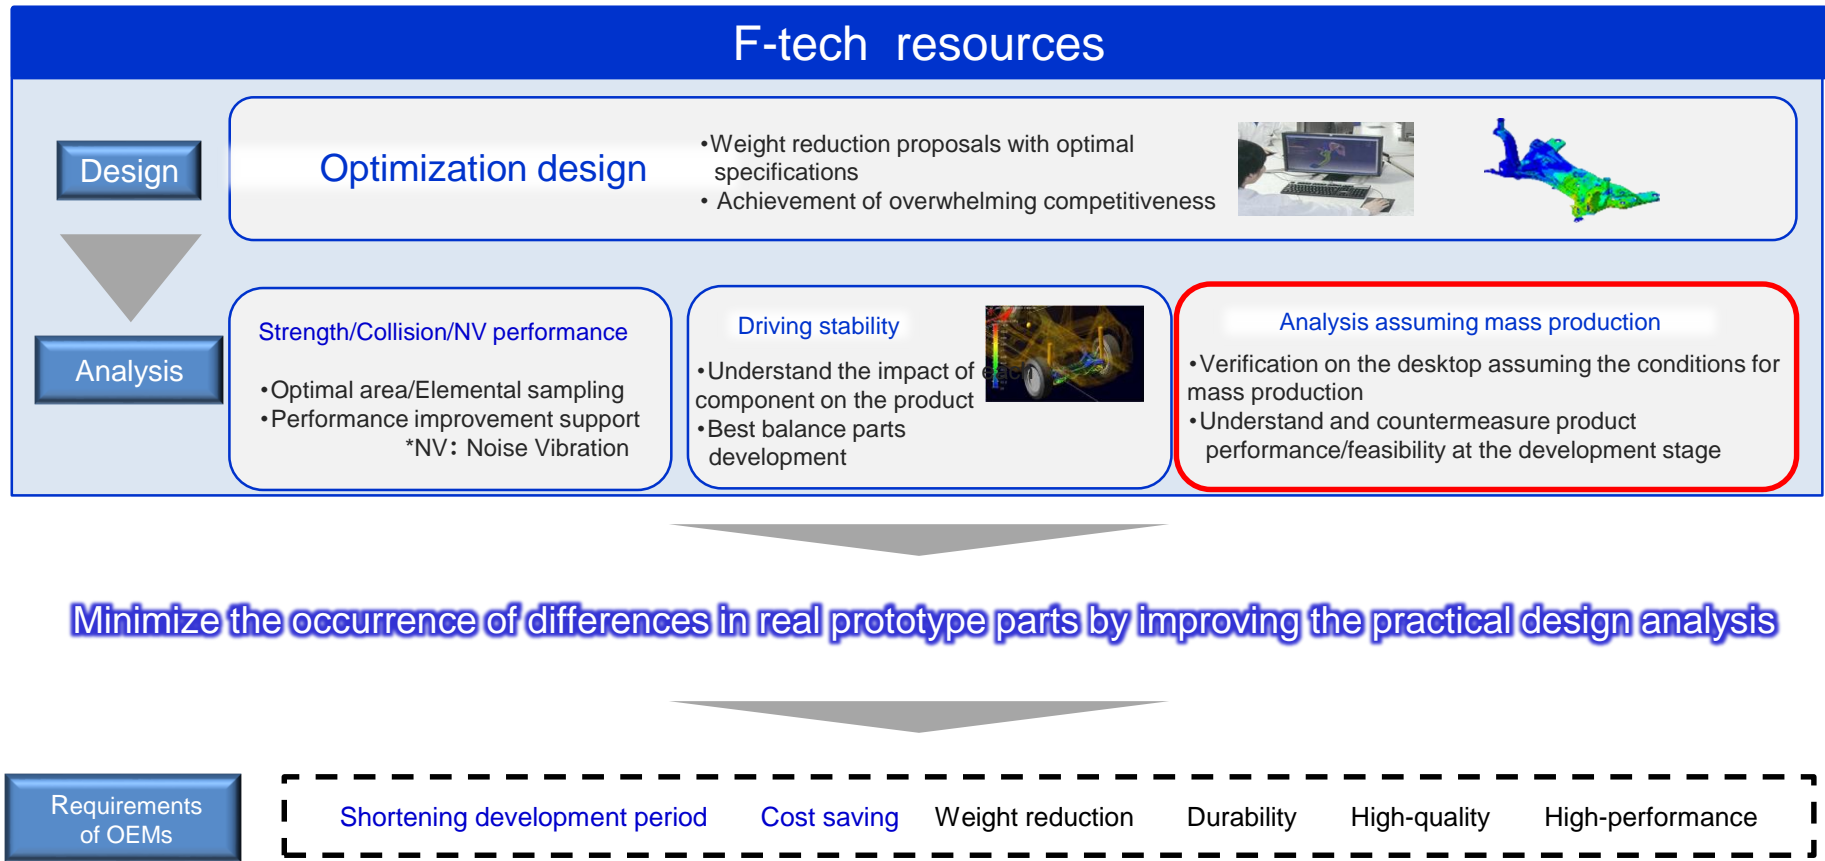 F-tech resources
Design
Optimization design
•Weight reduction proposals with optimal
specifications
• Achievement of overwhelming competitiveness
Analysis
Strength/Collision/NV performance
•Optimal area/Elemental sampling
•Performance improvement support
*NV: Noise Vibration
Driving stability
•Understand the impact of each
component on the product
•Best balance parts
development
Analysis assuming mass production
•Verification on the desktop assuming the conditions for
mass production
•Understand and countermeasure product
performance/feasibility at the development stage
Minimize the occurrence of differences in real prototype parts by improving the practical design analysis
Requirements
of OEMs
Shortening development period Cost saving Weight reduction Durability High-quality High-performance